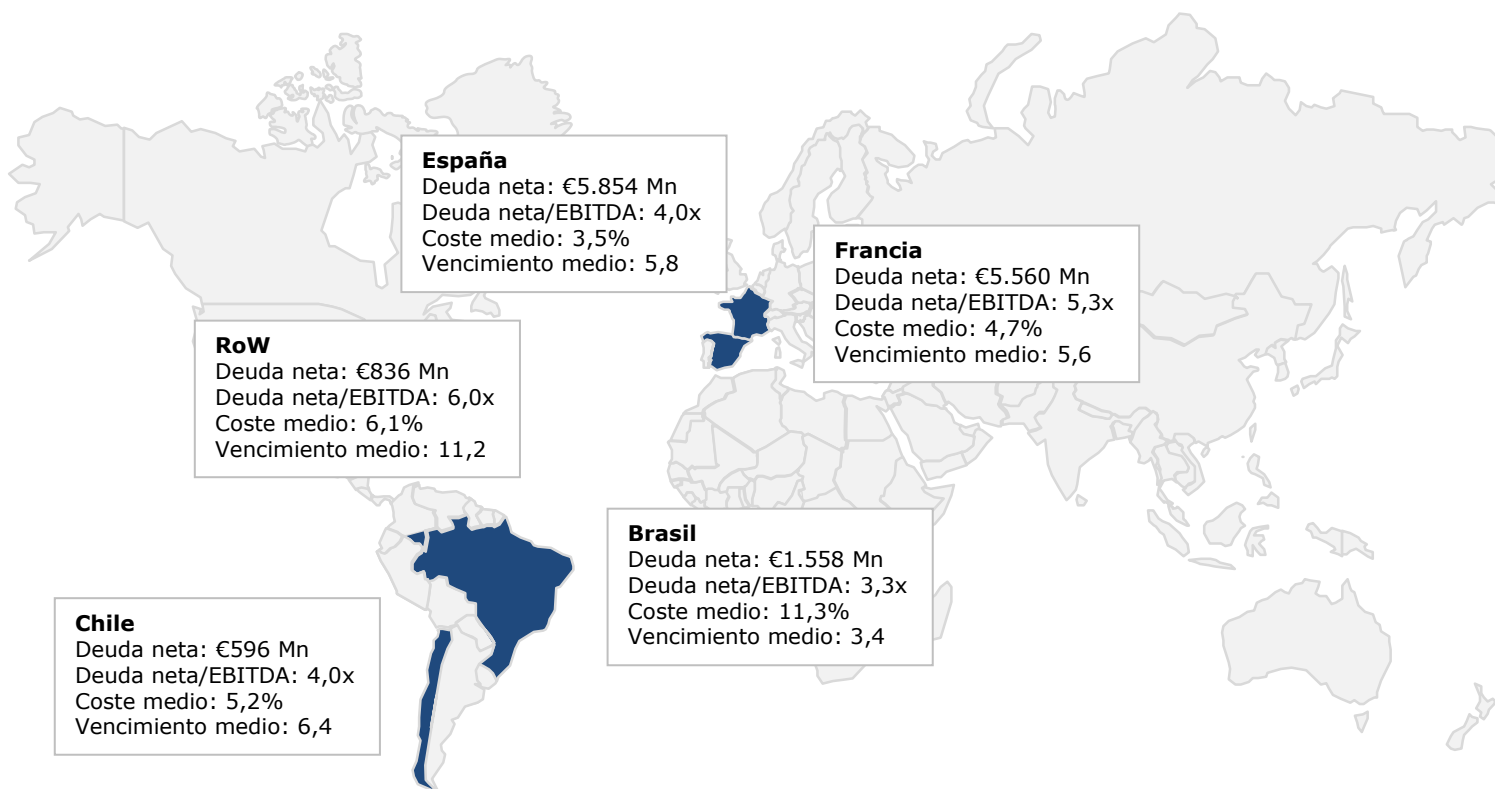 España
Deuda neta: €5.854 Mn
Deuda neta/EBITDA: 4,0x
Coste medio: 3,5%
Vencimiento medio: 5,8
Francia
Deuda neta: €5.560 Mn
Deuda neta/EBITDA: 5,3x
Coste medio: 4,7%
Vencimiento medio: 5,6
RoW
Deuda neta: €836 Mn
Deuda neta/EBITDA: 6,0x
Coste medio: 6,1%
Vencimiento medio: 11,2
Brasil
Deuda neta: €1.558 Mn
Deuda neta/EBITDA: 3,3x
Coste medio: 11,3%
Vencimiento medio: 3,4
Chile
Deuda neta: €596 Mn
Deuda neta/EBITDA: 4,0x
Coste medio: 5,2%
Vencimiento medio: 6,4